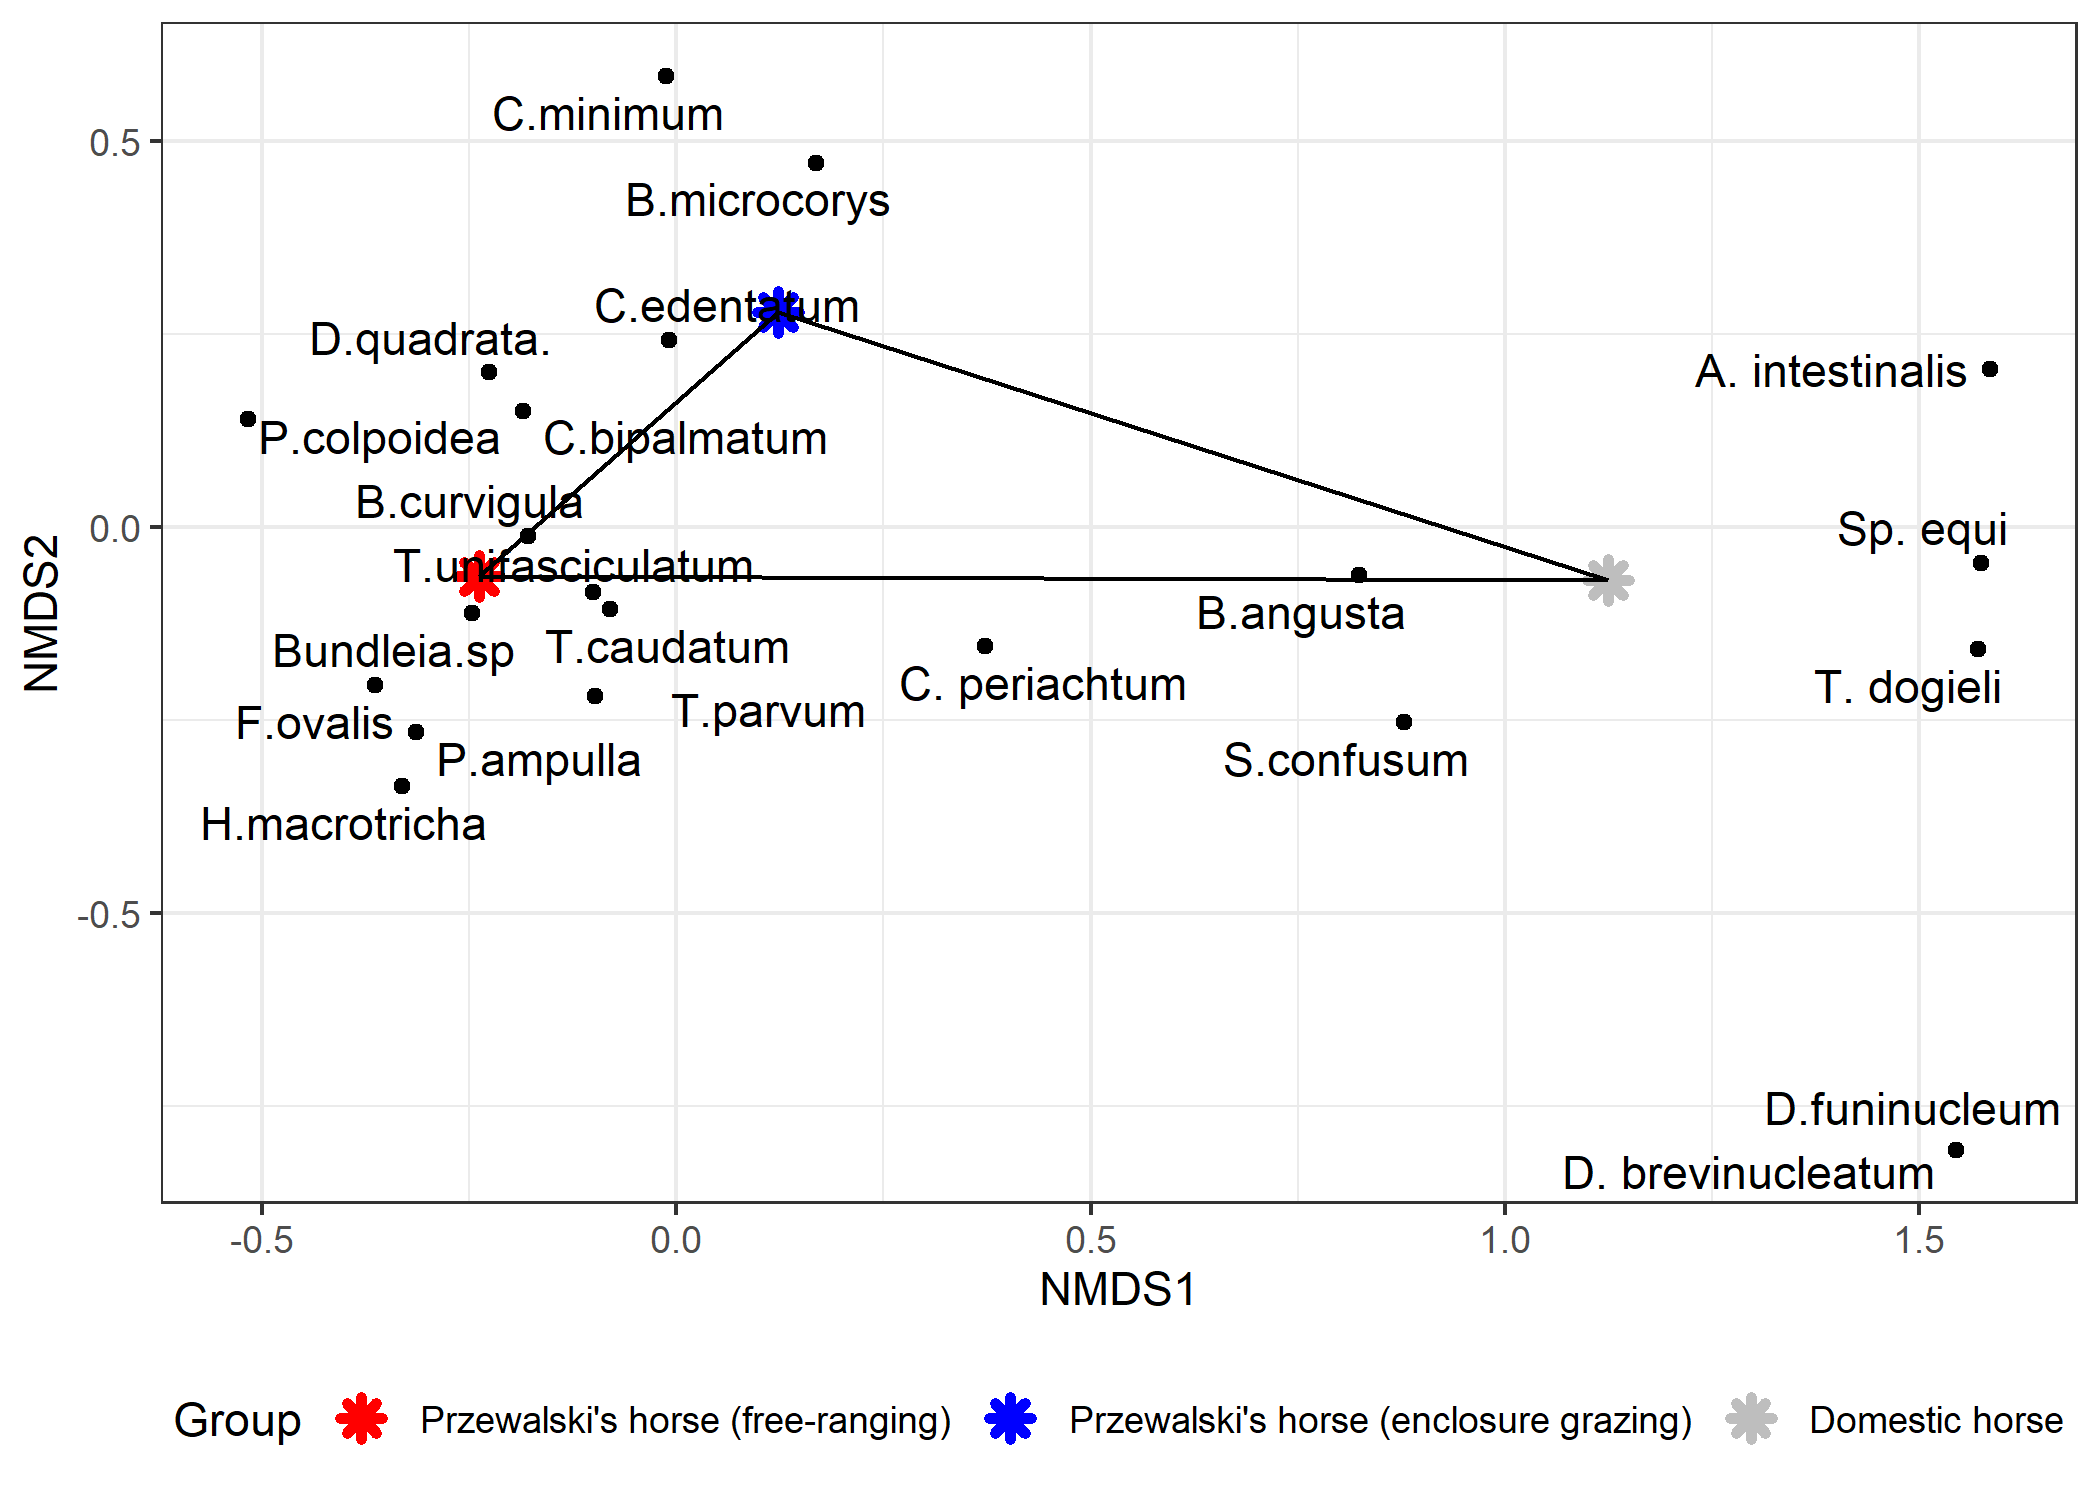 C.minimum
0.5
B.microcorys
C.edentatum
D.quadrata.
A. intestinalis
P.colpoidea
C.bipalmatum
B.curvigula
0.0
Sp. equi
T.unifasciculatum
B.angusta
NMDS2
Bundleia.sp
T.caudatum
C. periachtum
T. dogieli
F.ovalis
T.parvum
P.ampulla
S.confusum
H.macrotricha
-0.5
D.funinucleum
D. brevinucleatum
-0.5 0.0 0.5 1.0 1.5
NMDS1
Group Przewalski's horse (free-ranging) Przewalski's horse (enclosure grazing) Domestic horse